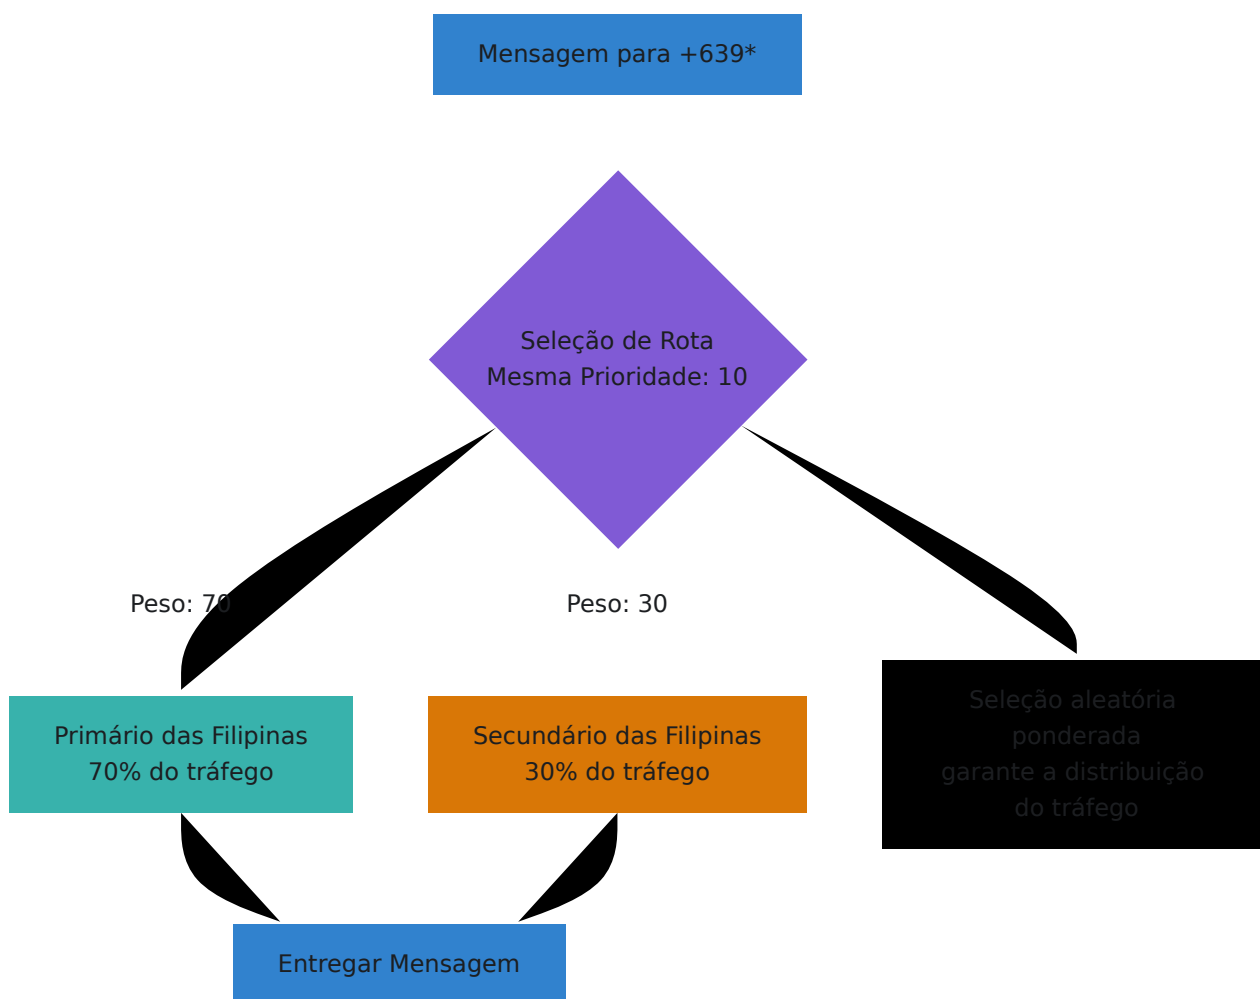 Mensagem para +639*
Seleção de Rota
Mesma Prioridade: 10
Peso: 70
Peso: 30
Primário das Filipinas
70% do tráfego
Secundário das Filipinas
30% do tráfego
Seleção aleatória
ponderada
garante a distribuição
do tráfego
Entregar Mensagem